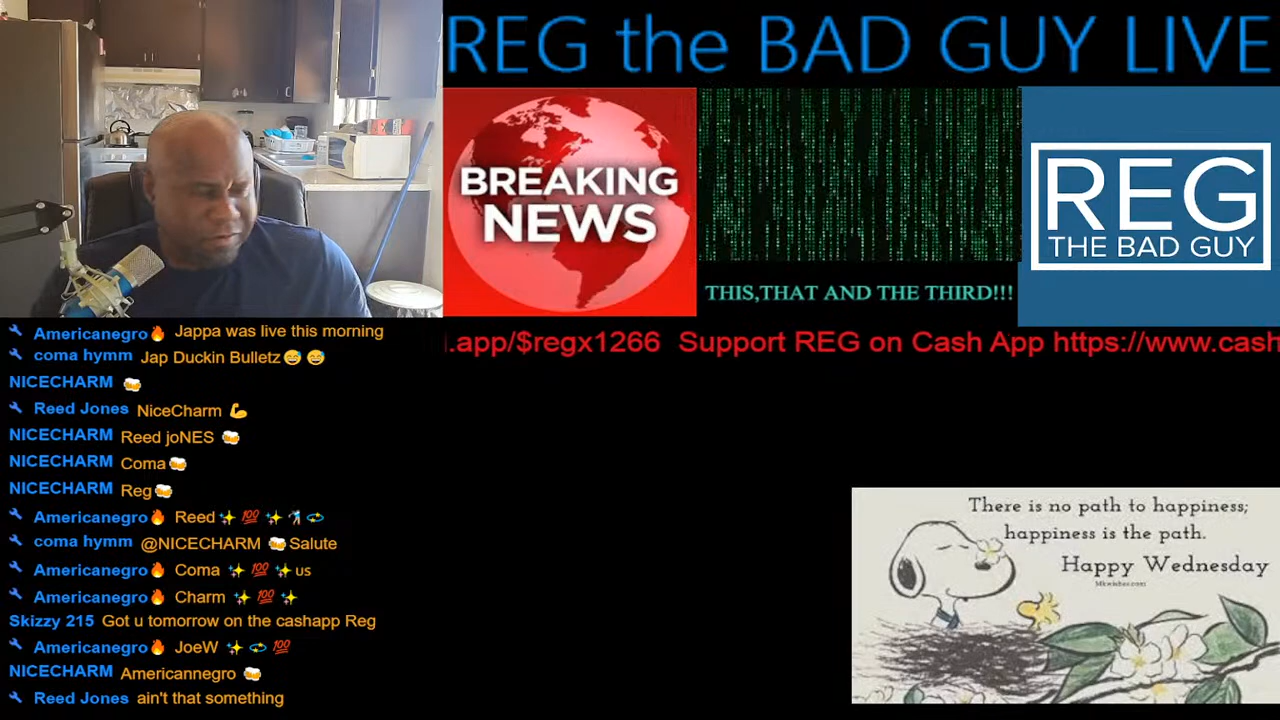 REG the BAD GUY LIVE
BREAKING
NEWS
THIS,THAT AND THE THIRD!!!
REG
THE BAD GUY
.app/$regx1266 Support REG on Cash App https://www.cash
Americanegro🔥 Jappa was live this morning
coma hymm Jap Duckin Bulletz😅😅
NICECHARM 🍻
Reed Jones NiceCharm 💪
NICECHARM Reed joNES 🍻
NICECHARM Coma🍻
NICECHARM Reg🍻
Americanegro🔥 Reed✨💯✨🏌💫
coma hymm @NICECHARM 🍻Salute
Americanegro🔥 Coma ✨💯✨us
Americanegro🔥 Charm ✨💯✨
Skizzy 215 Got u tomorrow on the cashapp Reg
Americanegro🔥 JoeW ✨💫💯
NICECHARM Americannegro 🍻
Reed Jones ain't that something
There is no path to happiness;
happiness is the path.
Happy Wednesday
Mkwishes.com